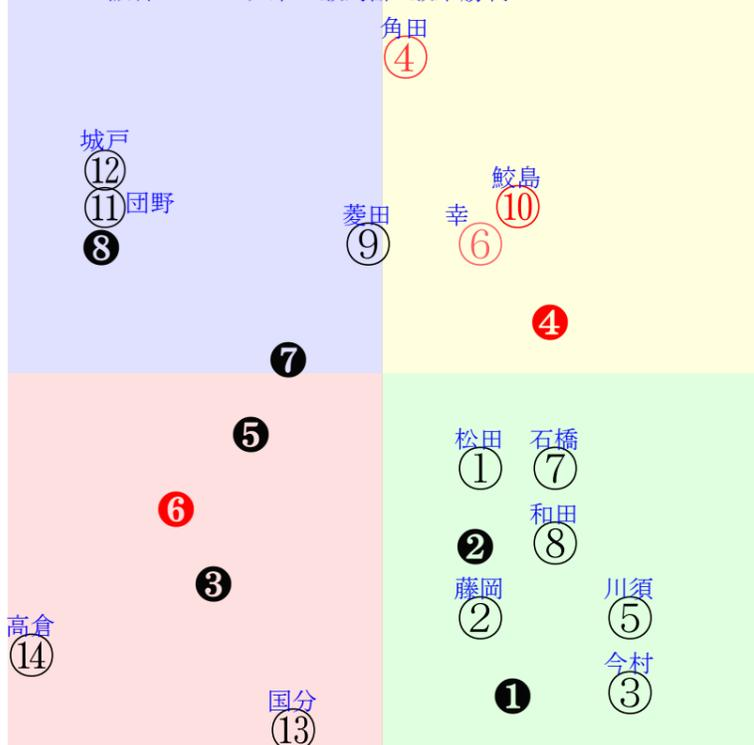 角田
④
城戸
⑫
鮫島
⑩
⑪団野
菱田
⑨
幸
⑥
❽
❹
❼
❺
松田
①
石橋
⑦
❻
和田
⑧
❷
❸
藤岡
②
川須
⑤
高倉
⑭
今村
③
❶
国分
⑬